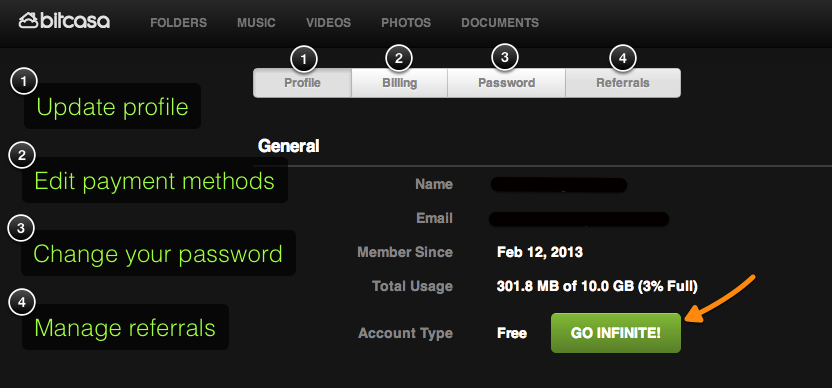 bitcasa FOLDERS MUSIC VIDEOS PHOTOS DOCUMENTS
1 2 3 4
Profile Billing Password Referrals
1
Update profile
General
2
Edit payment methods
Name
Email
3
Change your password
Member Since Feb 12, 2013
Total Usage 301.8 MB of 10.0 GB (3% Full)
4
Manage referrals
Account Type Free GO INFINITE!